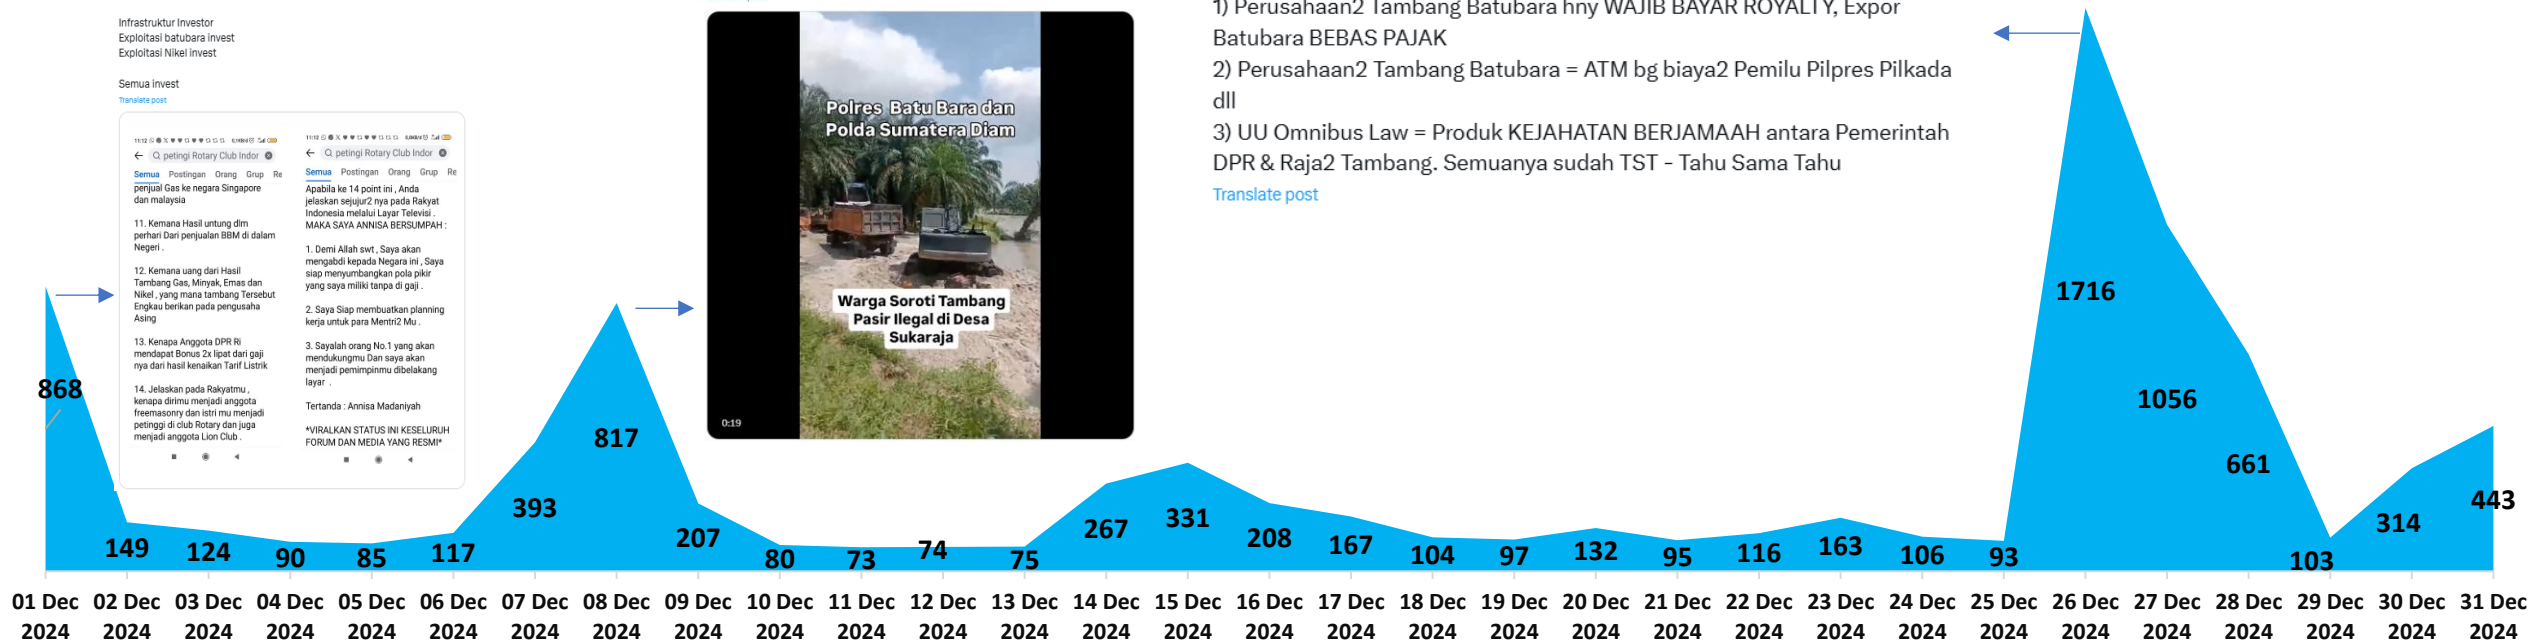 Infrastruktur Investor
Exploitasi batubara invest
Exploitasi Nikel invest
Semua invest
Translate post
11:12
petingi Rotary Club Indor
Semua Postingan Orang Grup Re
penjual Gas ke negara Singapore
dan malaysia
11. Kemana Hasil untung dlm
perhari Dari penjualan BBM di dalam
Negeri .
12. Kemana uang dari Hasil
Tambang Gas, Minyak, Emas dan
Nikel , yang mana tambang Tersebut
Engkau berikan pada pengusaha
Asing
13. Kenapa Anggota DPR Ri
mendapat Bonus 2x lipat dari gaji
nya dari hasil kenaikan Tarif Listrik
14. Jelaskan pada Rakyatmu ,
kenapa dirimu menjadi anggota
freemasonry dan istri mu menjadi
petinggi di club Rotary dan juga
menjadi anggota Lion Club .
11:12
petingi Rotary Club Indor
Semua Postingan Orang Grup Re
Apabila ke 14 point ini , Anda
jelaskan sejujur2 nya pada Rakyat
Indonesia melalui Layar Televisi .
MAKA SAYA ANNISA BERSUMPAH :
1. Demi Allah swt , Saya akan
mengabdi kepada Negara ini , Saya
siap menyumbangkan pola pikir
yang saya miliki tanpa di gaji .
2. Saya Siap membuatkan planning
kerja untuk para Mentri2 Mu .
3. Sayalah orang No.1 yang akan
mendukungmu Dan saya akan
menjadi pemimpinmu dibelakang
layar .
Tertanda : Annisa Madaniyah
*VIRALKAN STATUS INI KESELURUH
FORUM DAN MEDIA YANG RESMI*
Polres Batu Bara dan
Polda Sumatera Diam
Warga Soroti Tambang
Pasir Ilegal di Desa
Sukaraja
0:19
1) Perusahaan2 Tambang Batubara hny WAJIB BAYAR ROYALTY, Expor
Batubara BEBAS PAJAK
2) Perusahaan2 Tambang Batubara = ATM bg biaya2 Pemilu Pilpres Pilkada
dll
3) UU Omnibus Law = Produk KEJAHATAN BERJAMAAH antara Pemerintah
DPR & Raja2 Tambang. Semuanya sudah TST - Tahu Sama Tahu
Translate post
868 149 124 90 85 117 393 817 207 80 73 74 75 267 331 208 167 104 97 132 95 116 163 106 93 1716 1056 661 103 314 443
01 Dec 02 Dec 03 Dec 04 Dec 05 Dec 06 Dec 07 Dec 08 Dec 09 Dec 10 Dec 11 Dec 12 Dec 13 Dec 14 Dec 15 Dec 16 Dec 17 Dec 18 Dec 19 Dec 20 Dec 21 Dec 22 Dec 23 Dec 24 Dec 25 Dec 26 Dec 27 Dec 28 Dec 29 Dec 30 Dec 31 Dec
2024 2024 2024 2024 2024 2024 2024 2024 2024 2024 2024 2024 2024 2024 2024 2024 2024 2024 2024 2024 2024 2024 2024 2024 2024 2024 2024 2024 2024 2024 2024